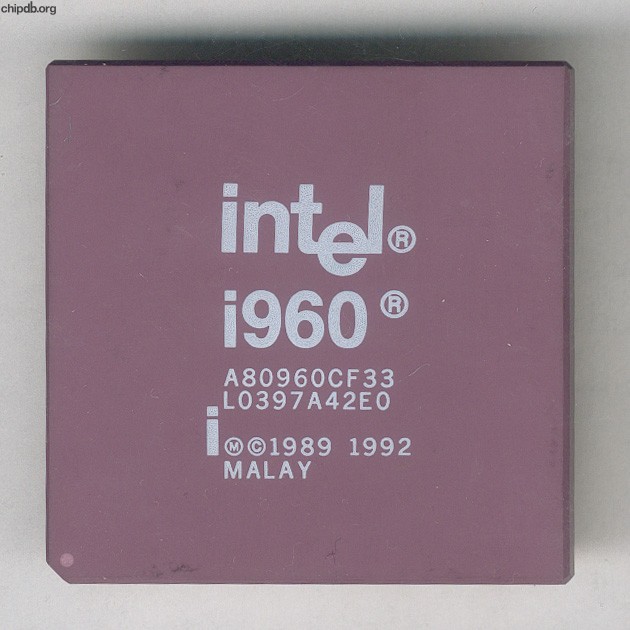 chipdb.org
intel®
i960®
A80960CF33
L0397A42E0
i Ⓜ©1989 1992
MALAY